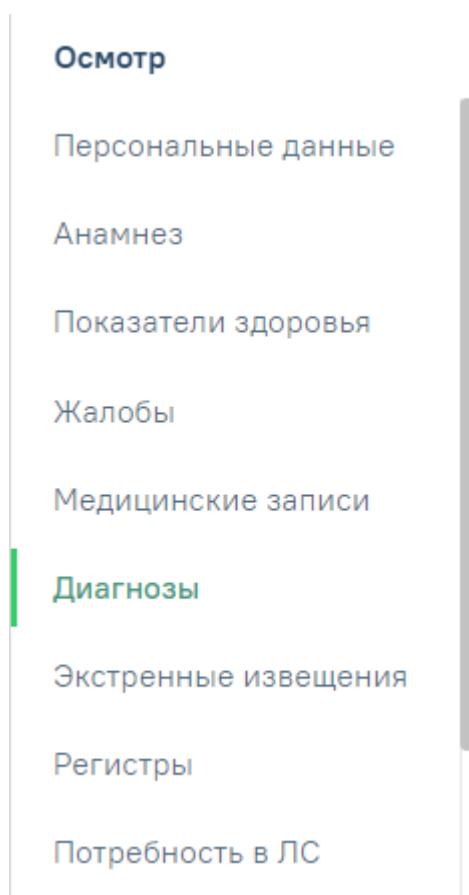 Осмотр
Персональные данные
Анамнез
Показатели здоровья
Жалобы
Медицинские записи
Диагнозы
Экстренные извещения
Регистры
Потребность в ЛС